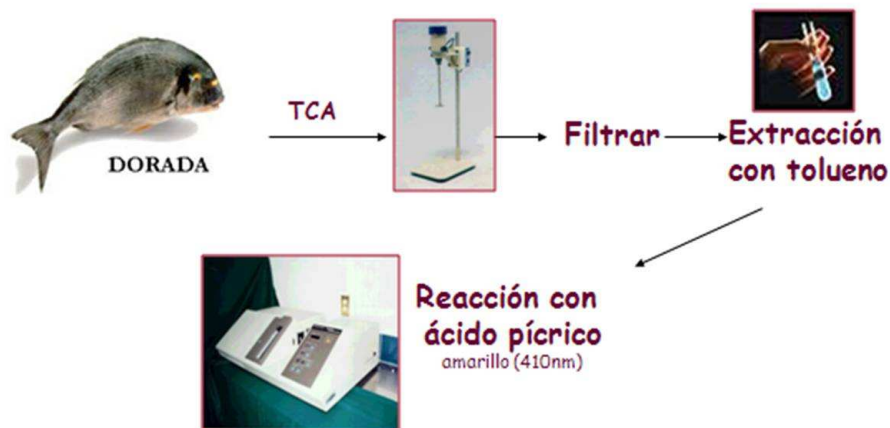 DORADA
TCA
Filtrar
Extracción
con tolueno
Reacción con
ácido pícrico
amarillo (410nm)